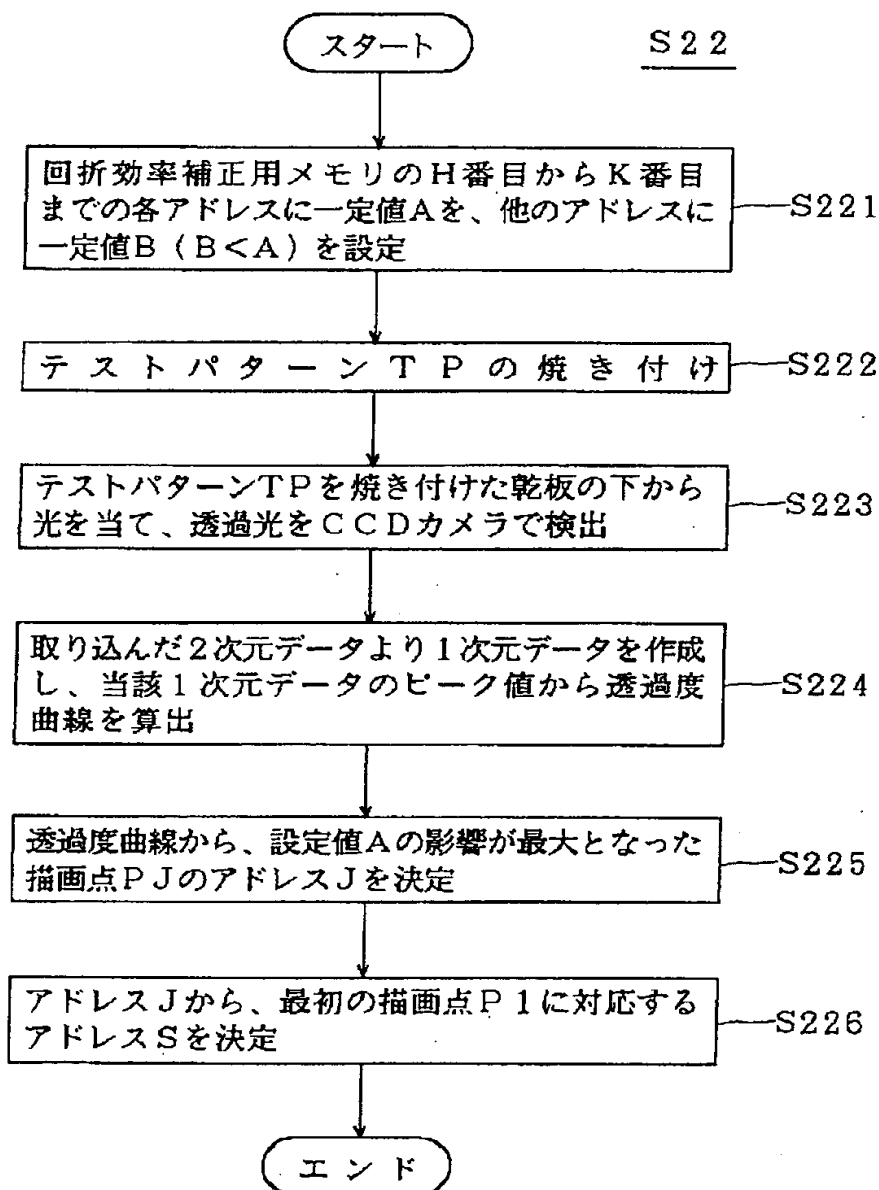 スタート
S22
回折効率補正用メモリのH番目からK番目
までの各アドレスに一定値Aを、他のアドレスに
一定値B（B<A）を設定
S221
テストパターンTPの焼き付け
S222
テストパターンTPを焼き付けた乾板の下から
光を当て、透過光をCCDカメラで検出
S223
取り込んだ2次元データより1次元データを作成
し、当該1次元データのピーク値から透過度
曲線を算出
S224
透過度曲線から、設定値Aの影響が最大となった
描画点PJのアドレスJを決定
S225
アドレスJから、最初の描画点P1に対応する
アドレスSを決定
S226
エンド